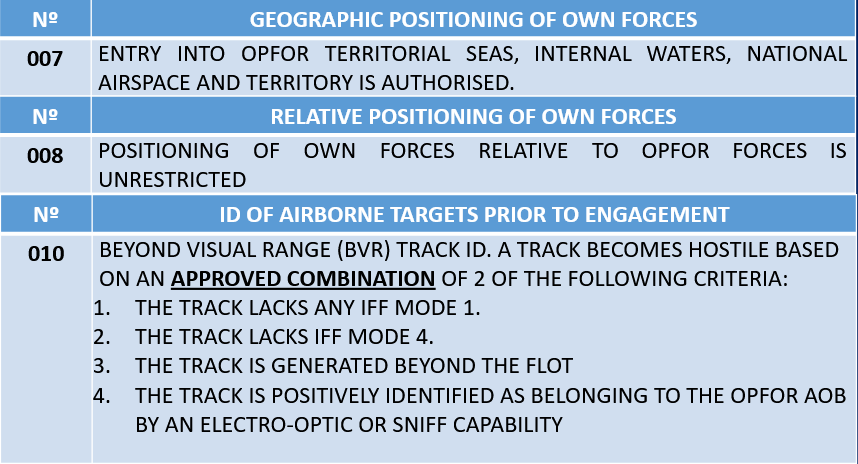 Nº GEOGRAPHIC POSITIONING OF OWN FORCES
007 ENTRY INTO OPFOR TERRITORIAL SEAS, INTERNAL WATERS, NATIONAL
AIRSPACE AND TERRITORY IS AUTHORISED.
Nº RELATIVE POSITIONING OF OWN FORCES
008 POSITIONING OF OWN FORCES RELATIVE TO OPFOR FORCES IS
UNRESTRICTED
Nº ID OF AIRBORNE TARGETS PRIOR TO ENGAGEMENT
010 BEYOND VISUAL RANGE (BVR) TRACK ID. A TRACK BECOMES HOSTILE BASED
ON AN APPROVED COMBINATION OF 2 OF THE FOLLOWING CRITERIA:
1. THE TRACK LACKS ANY IFF MODE 1.
2. THE TRACK LACKS IFF MODE 4.
3. THE TRACK IS GENERATED BEYOND THE FLOT
4. THE TRACK IS POSITIVELY IDENTIFIED AS BELONGING TO THE OPFOR AOB
BY AN ELECTRO-OPTIC OR SNIFF CAPABILITY